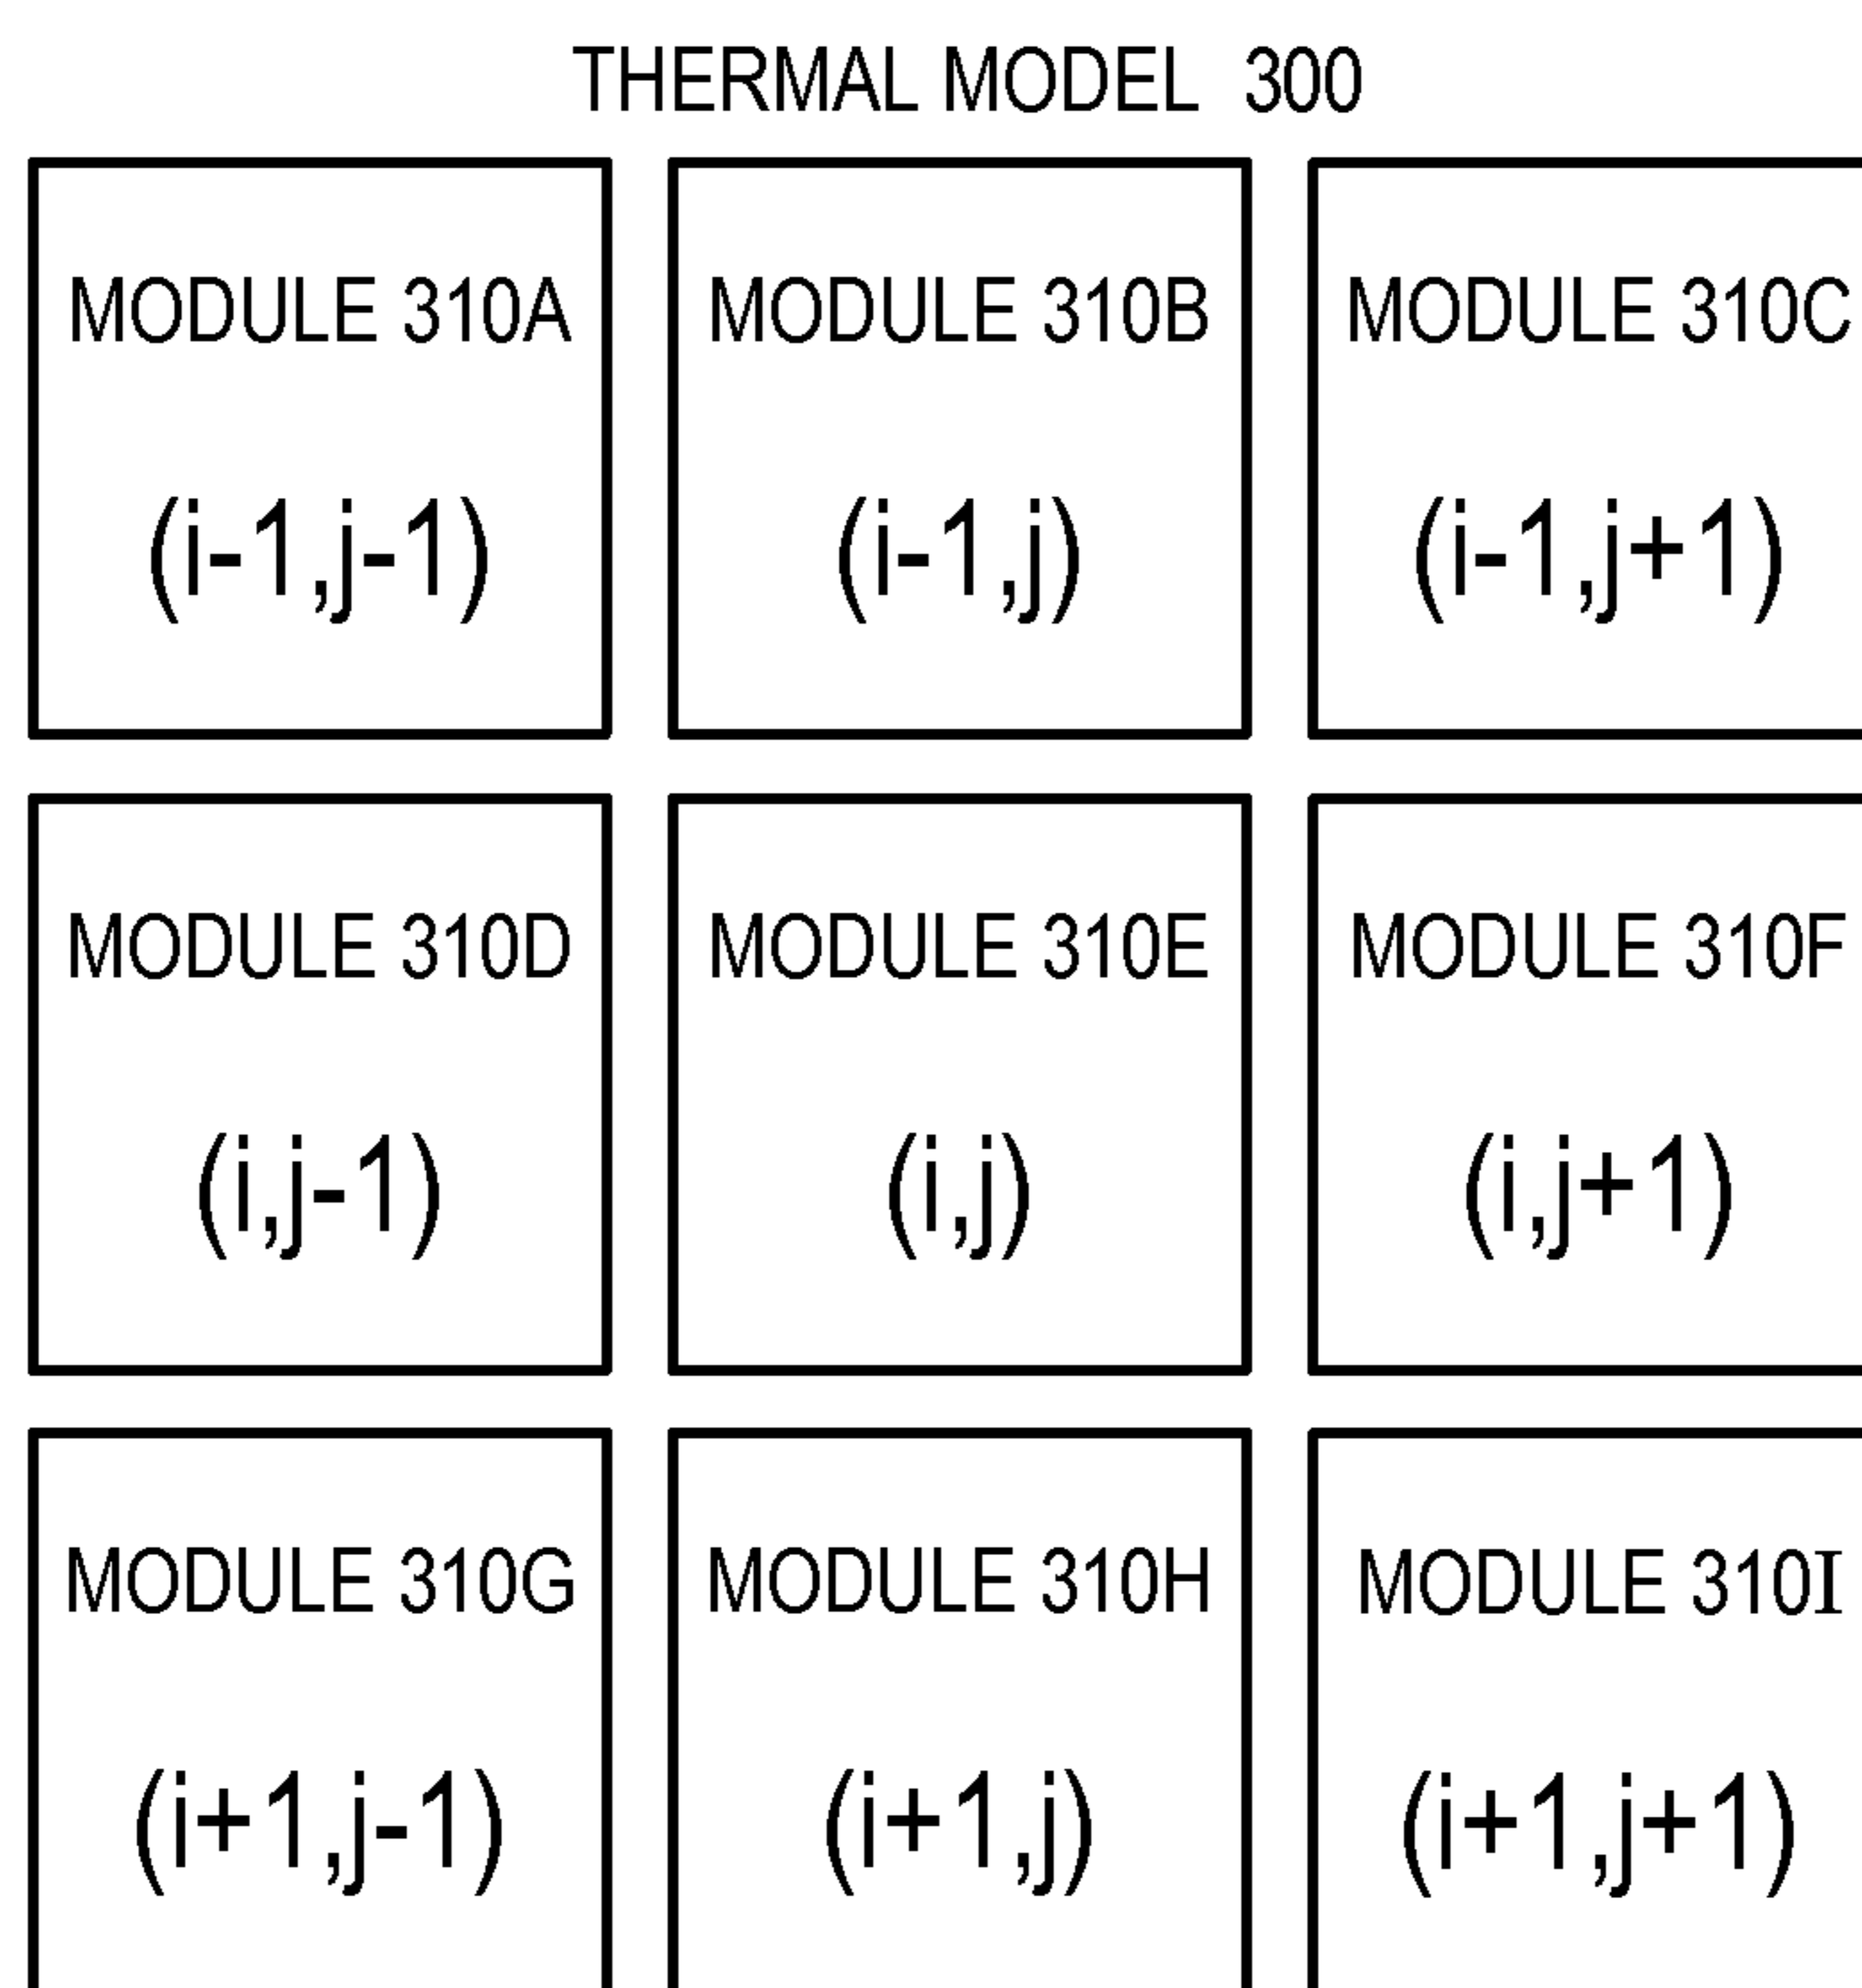 THERMAL MODEL 300
MODULE 310A
(i-1,j-1)
MODULE 310B
(i-1,j)
MODULE 310C
(i-1,j+1)
MODULE 310D
(i,j-1)
MODULE 310E
(i,j)
MODULE 310F
(i,j+1)
MODULE 310G
(i+1,j-1)
MODULE 310H
(i+1,j)
MODULE 310I
(i+1,j+1)